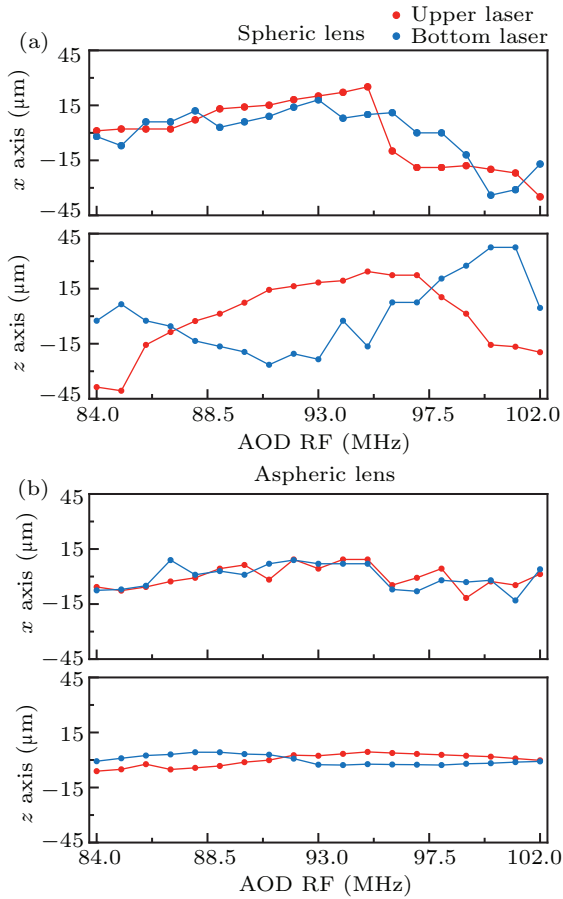 Upper laser
(a)
Spheric lens
Bottom laser
45
15
−15
−45
x axis (µm)
45
15
−15
−45
z axis (µm)
84.0 88.5 93.0 97.5 102.0
AOD RF (MHz)
(b)
Aspheric lens
45
15
−15
−45
x axis (µm)
45
15
−15
−45
z axis (µm)
84.0 88.5 93.0 97.5 102.0
AOD RF (MHz)